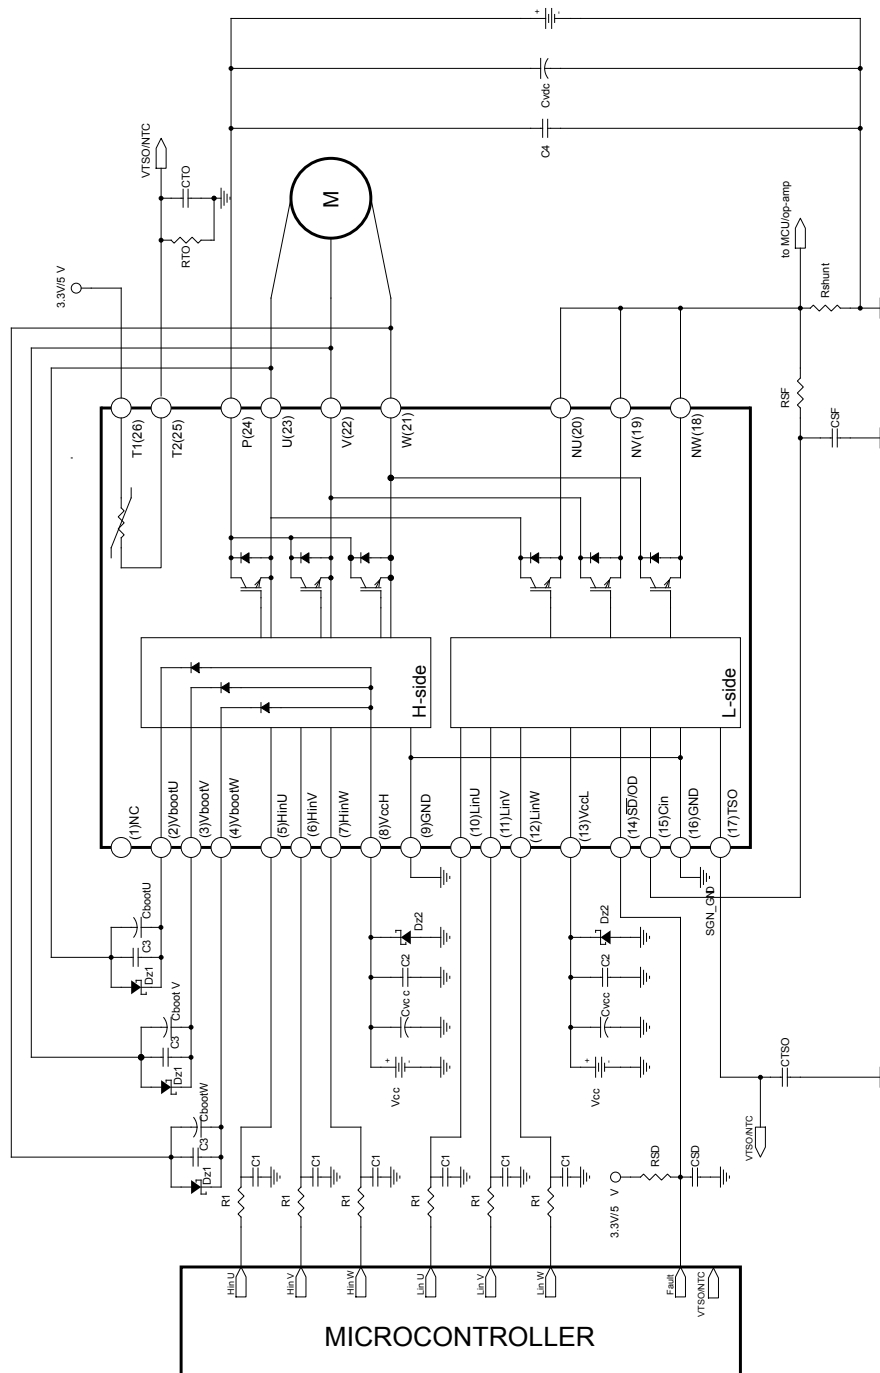 + -
Cvdc
C4
VTSO/NTC
CTO
RTO
M
3.3V/5 V
to MCU/op-amp
Rshunt
RSF
CSF
T1(26)
T2(25)
P(24)
U(23)
V(22)
W(21)
NU(20)
NV(19)
NW(18)
H-side
L-side
(1)NC
(2)VbootU
(3)VbootV
(4)VbootW
(5)HinU
(6)HinV
(7)HinW
(8)VccH
(9)GND
(10)LinU
(11)LinV
(12)LinW
(13)VccL
(14)SD/OD
(15)Cin
(16)GND
(17)TSO
SGN_GND
CbootU
C3
Dz1
Cboot V
C3
Dz1
CbootW
C3
Dz1
Dz2
C2
Cvc c
+ -
Vcc
Dz2
C2
Cvcc
+ -
Vcc
CTSO
VTSO/NTC
R1
C1
R1
C1
R1
C1
R1
C1
R1
C1
R1
C1
3.3V/5 V
RSD
CSD
Hin U
Hin V
Hin W
Lin U
Lin V
Lin W
Fault
VTSO/NTC
MICROCONTROLLER